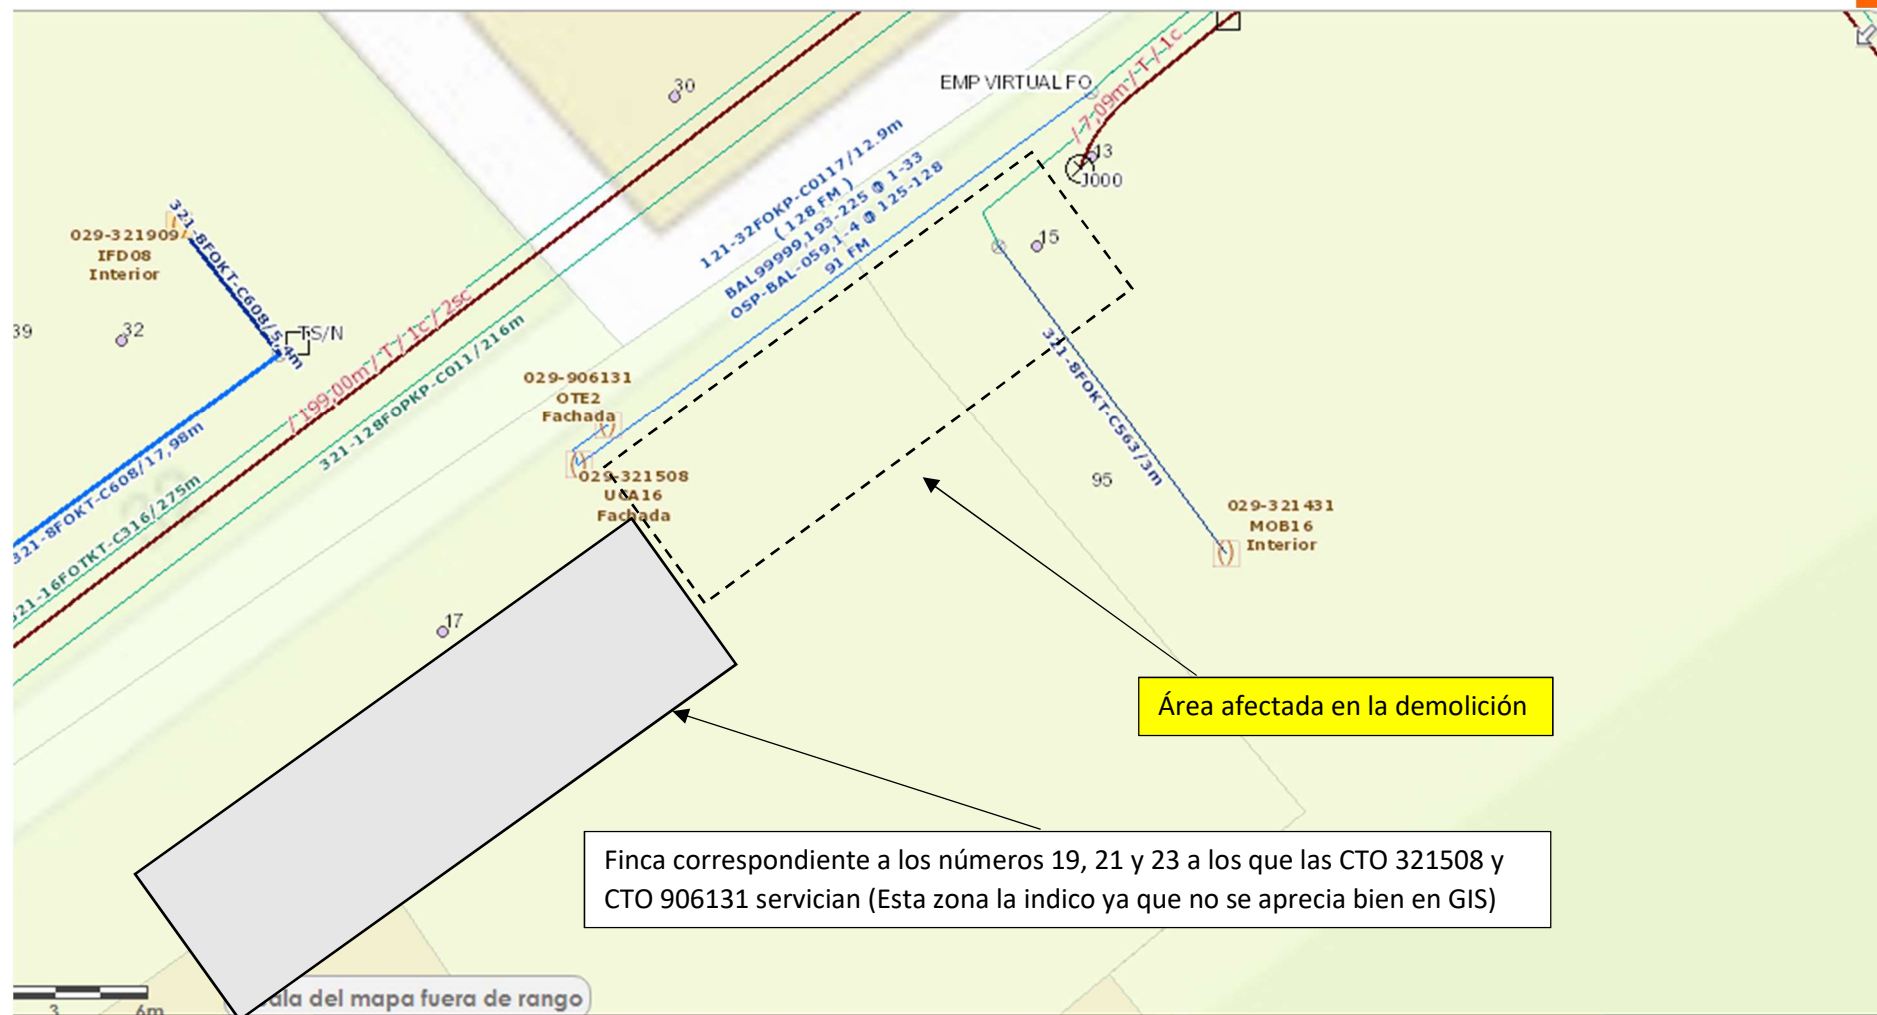 EMP VIRTUAL FO
30
/ 7,09m / T / 1c
13
J000
121-32FOKP-C0117/12.9m
( 128 FM )
BAL99999,193-225 @ 1-33
OSP-BAL-059,1-4 @ 125-128
91 FM
321-8FOKT-C608/5,4m
029-321909
IFD08
Interior
15
39
32
TS/N
/ 199,00m / T / 1c / 2sc
321-128FOPKP-C011/216m
321-8FOKT-C563/3m
029-906131
OTE2
Fachada
321-8FOKT-C608/17,98m
321-16FOTKT-C316/275m
029-321508
UCA16
Fachada
95
029-321431
MOB16
Interior
17
Área afectada en la demolición
Finca correspondiente a los números 19, 21 y 23 a los que las CTO 321508 y
CTO 906131 servician (Esta zona la indico ya que no se aprecia bien en GIS)
ala del mapa fuera de rango
3 6m